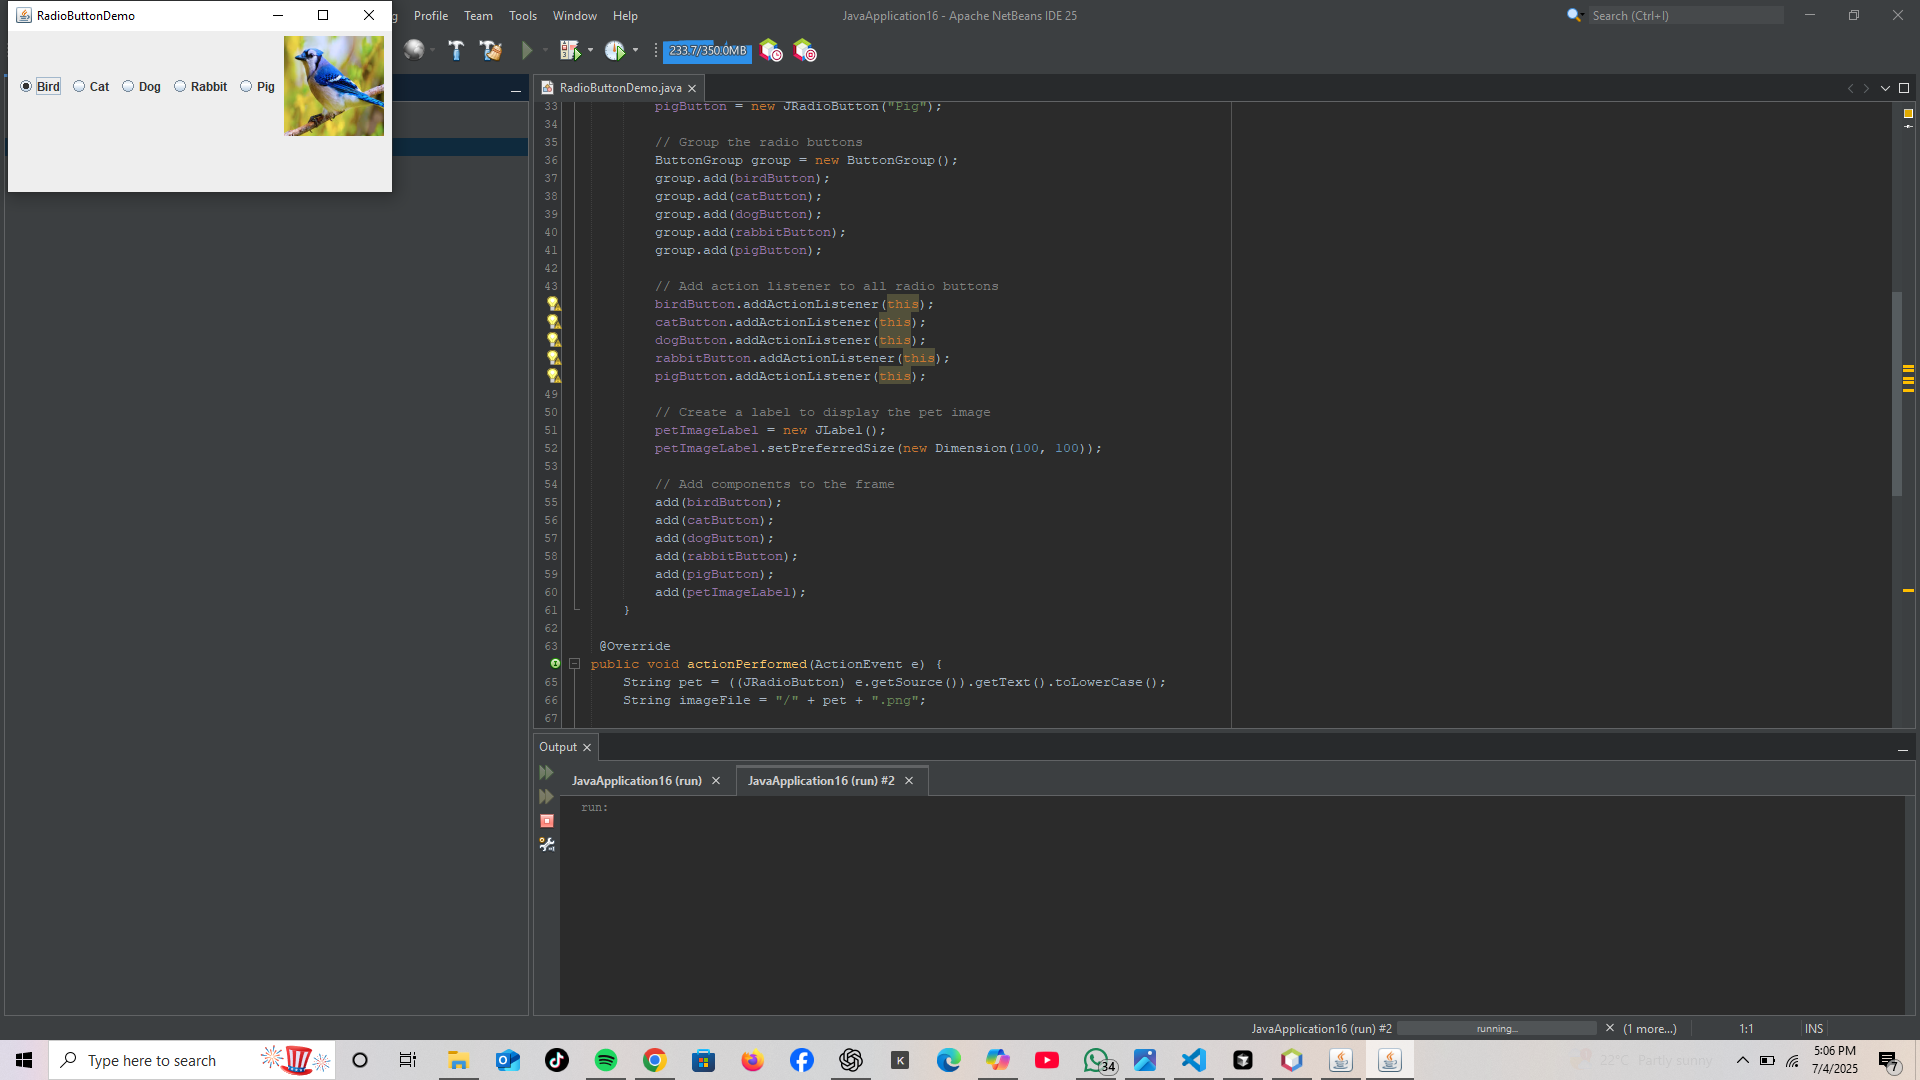 RadioButtonDemo
Bird Cat Dog Rabbit Pig
Profile Team Tools Window Help
JavaApplication16 - Apache NetBeans IDE 25
Search (Ctrl+I)
233.7/350.0MB
RadioButtonDemo.java
33 pigButton = new JRadioButton("Pig");
34
35 // Group the radio buttons
36 ButtonGroup group = new ButtonGroup();
37 group.add(birdButton);
38 group.add(catButton);
39 group.add(dogButton);
40 group.add(rabbitButton);
41 group.add(pigButton);
42
43 // Add action listener to all radio buttons
birdButton.addActionListener(this);
catButton.addActionListener(this);
dogButton.addActionListener(this);
rabbitButton.addActionListener(this);
pigButton.addActionListener(this);
49
50 // Create a label to display the pet image
51 petImageLabel = new JLabel();
52 petImageLabel.setPreferredSize(new Dimension(100, 100));
53
54 // Add components to the frame
55 add(birdButton);
56 add(catButton);
57 add(dogButton);
58 add(rabbitButton);
59 add(pigButton);
60 add(petImageLabel);
61 }
62
63 @Override
public void actionPerformed(ActionEvent e) {
65 String pet = ((JRadioButton) e.getSource()).getText().toLowerCase();
66 String imageFile = "/" + pet + ".png";
67
Output
JavaApplication16 (run)
JavaApplication16 (run) #2
run:
JavaApplication16 (run) #2 running... (1 more...) 1:1 INS
Type here to search
34
22°C Partly sunny
5:06 PM
7/4/2025
7